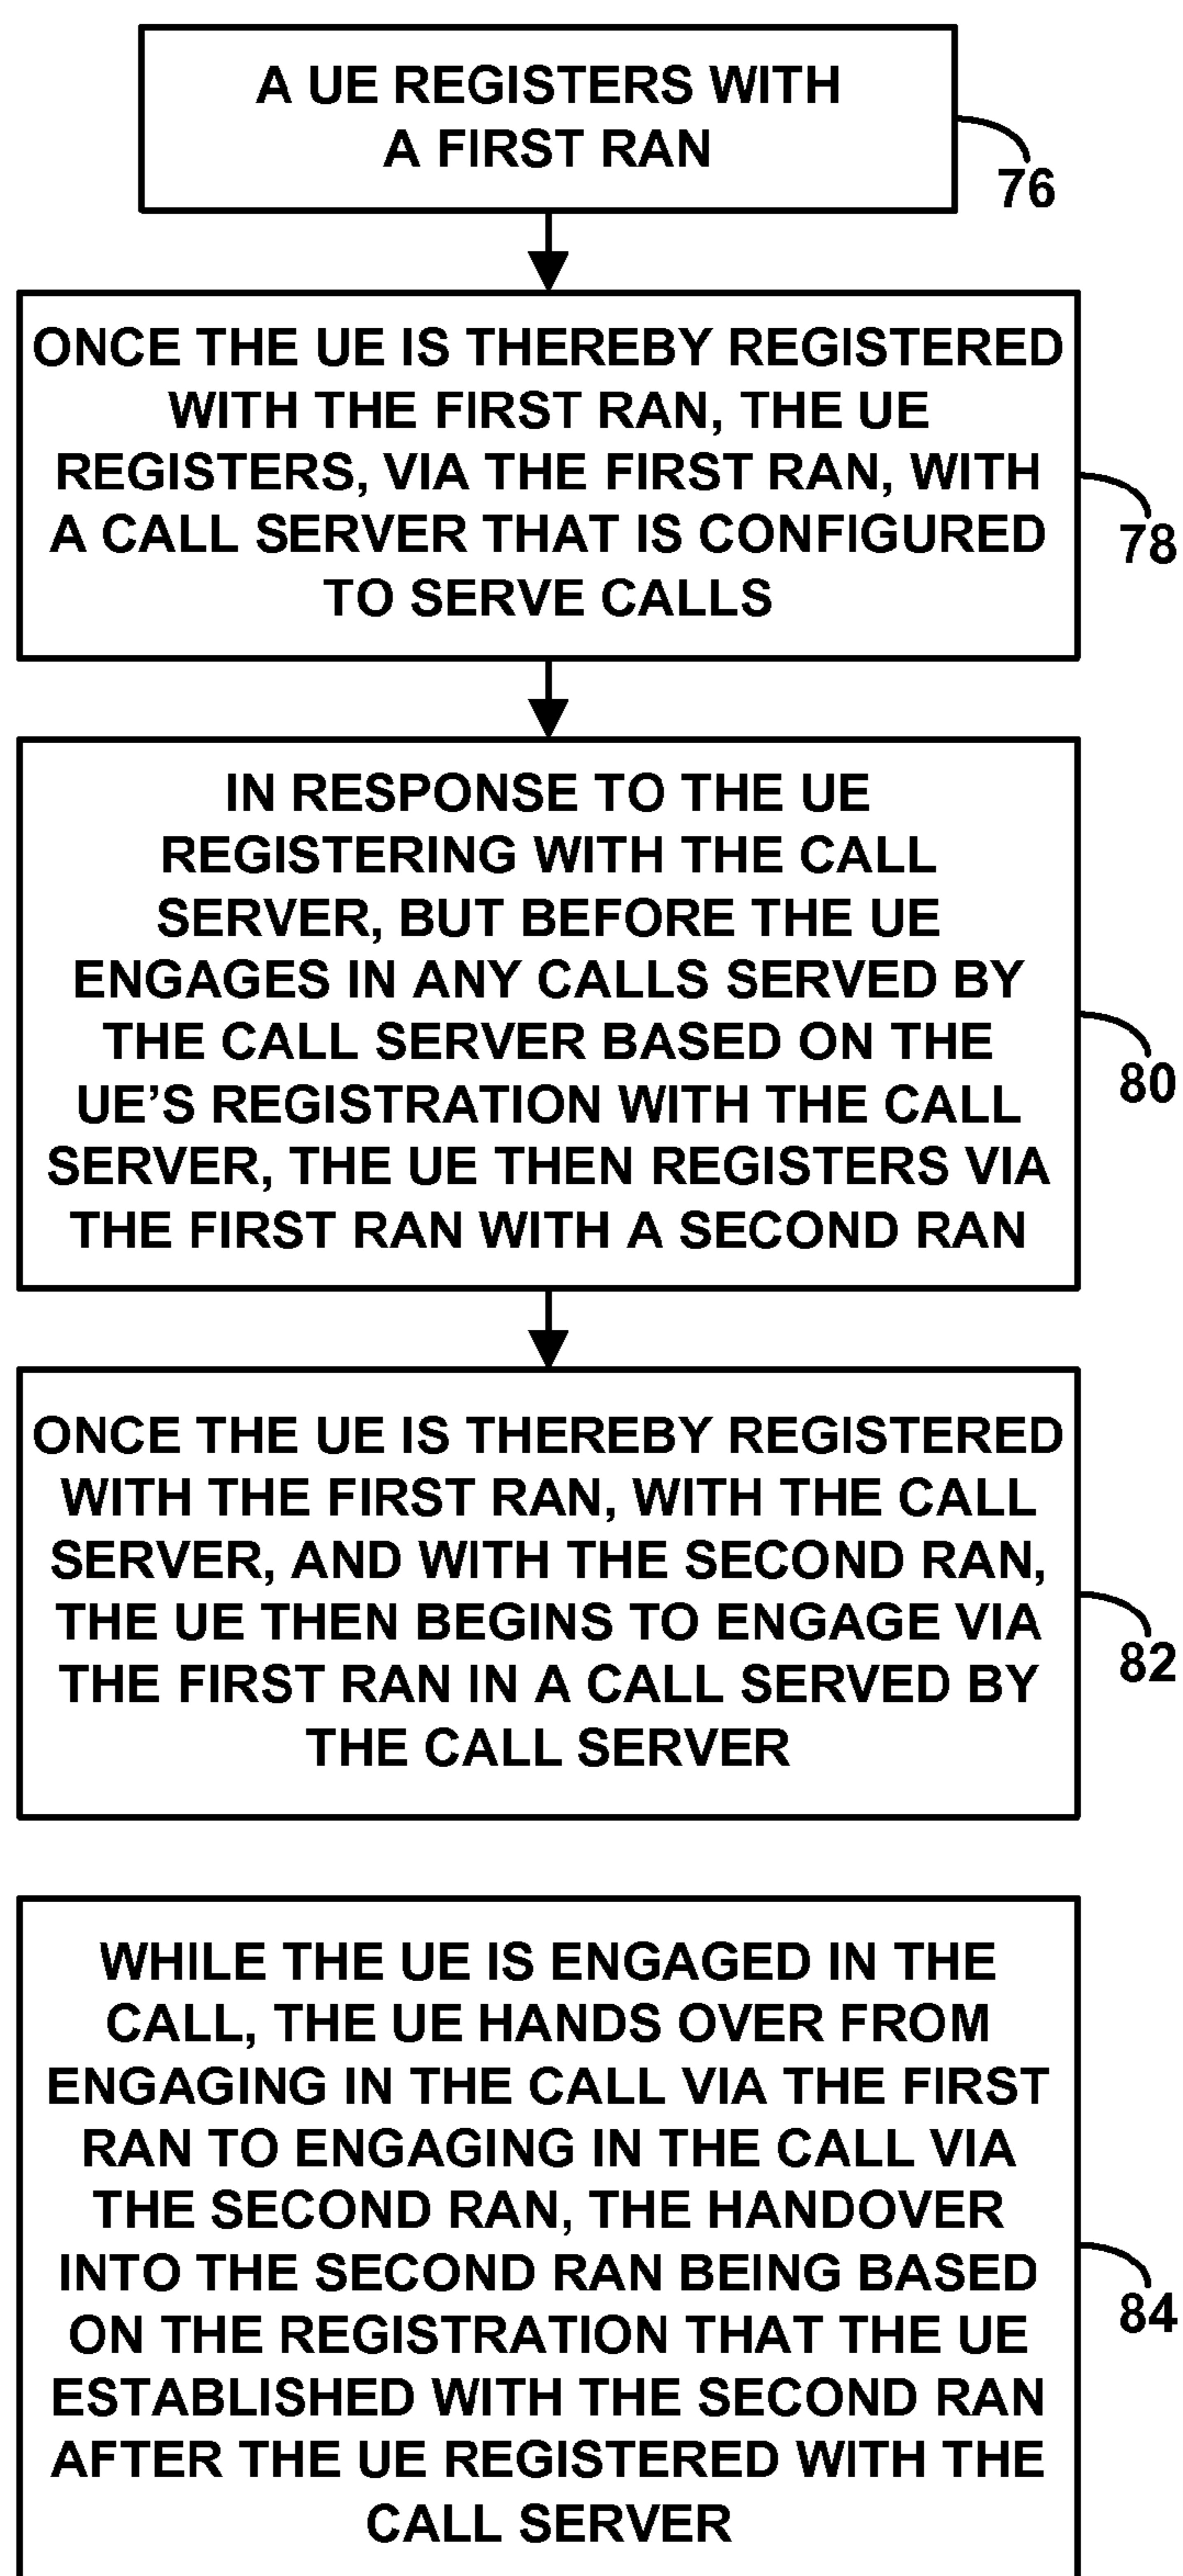 A UE REGISTERS WITH
A FIRST RAN
76
ONCE THE UE IS THEREBY REGISTERED
WITH THE FIRST RAN, THE UE
REGISTERS, VIA THE FIRST RAN, WITH
A CALL SERVER THAT IS CONFIGURED
TO SERVE CALLS
78
IN RESPONSE TO THE UE
REGISTERING WITH THE CALL
SERVER, BUT BEFORE THE UE
ENGAGES IN ANY CALLS SERVED BY
THE CALL SERVER BASED ON THE
UE'S REGISTRATION WITH THE CALL
SERVER, THE UE THEN REGISTERS VIA
THE FIRST RAN WITH A SECOND RAN
80
ONCE THE UE IS THEREBY REGISTERED
WITH THE FIRST RAN, WITH THE CALL
SERVER, AND WITH THE SECOND RAN,
THE UE THEN BEGINS TO ENGAGE VIA
THE FIRST RAN IN A CALL SERVED BY
THE CALL SERVER
82
WHILE THE UE IS ENGAGED IN THE
CALL, THE UE HANDS OVER FROM
ENGAGING IN THE CALL VIA THE FIRST
RAN TO ENGAGING IN THE CALL VIA
THE SECOND RAN, THE HANDOVER
INTO THE SECOND RAN BEING BASED
ON THE REGISTRATION THAT THE UE
ESTABLISHED WITH THE SECOND RAN
AFTER THE UE REGISTERED WITH THE
CALL SERVER
84